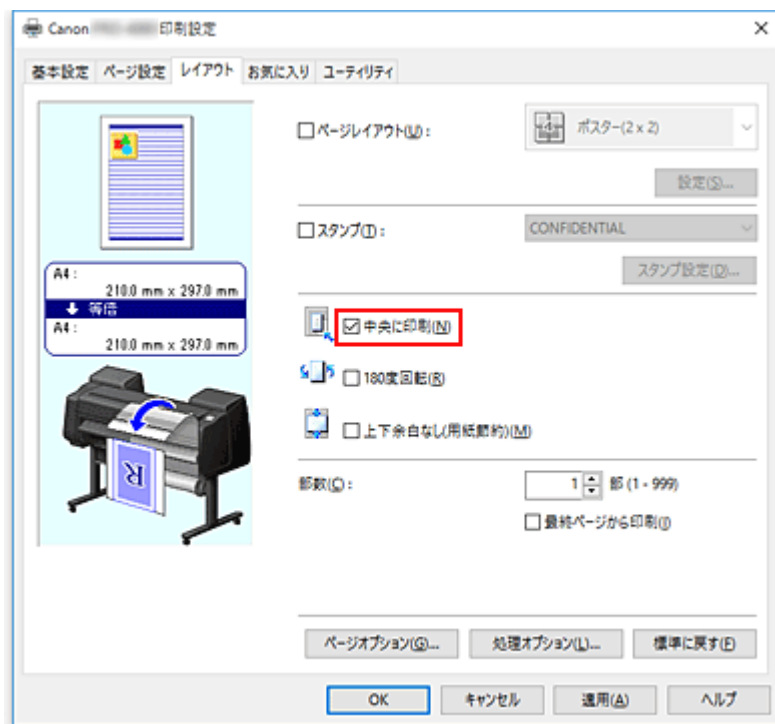 Canon 印刷設定
基本設定 ページ設定 レイアウト お気に入り ユーティリティ
ページレイアウト(U):
ポスター(2 x 2)
設定(S)...
スタンプ(T):
CONFIDENTIAL
スタンプ設定(D)...
A4:
210.0 mm x 297.0 mm
等倍
A4:
210.0 mm x 297.0 mm
中央に印刷(N)
180度回転(R)
上下余白なし(用紙節約)(M)
R
部数(C):
1 部 (1 - 999)
最終ページから印刷(I)
ページオプション(G)... 処理オプション(L)... 標準に戻す(F)
OK キャンセル 適用(A) ヘルプ